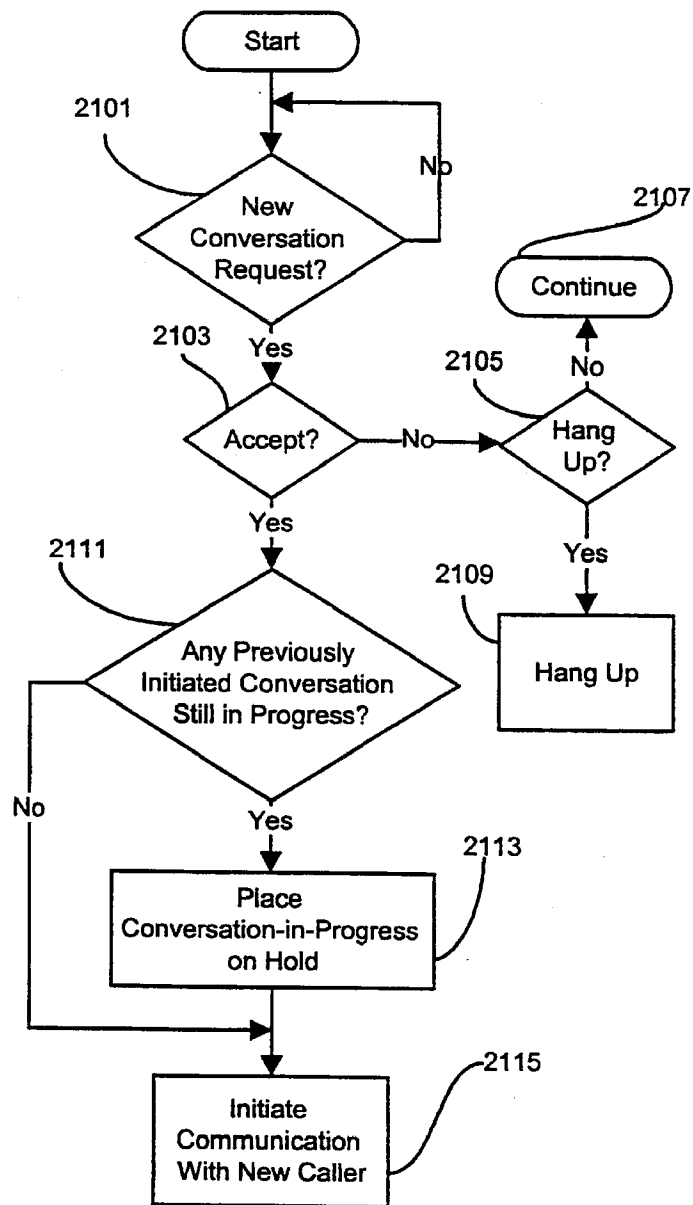 Start
2101
No
New
Conversation
Request?
2107
Continue
Yes
2103
2105
No
Accept?
No
Hang
Up?
Yes
Yes
2111
2109
Any Previously
Initiated Conversation
Still in Progress?
Hang Up
No
Yes
2113
Place
Conversation-in-Progress
on Hold
2115
Initiate
Communication
With New Caller